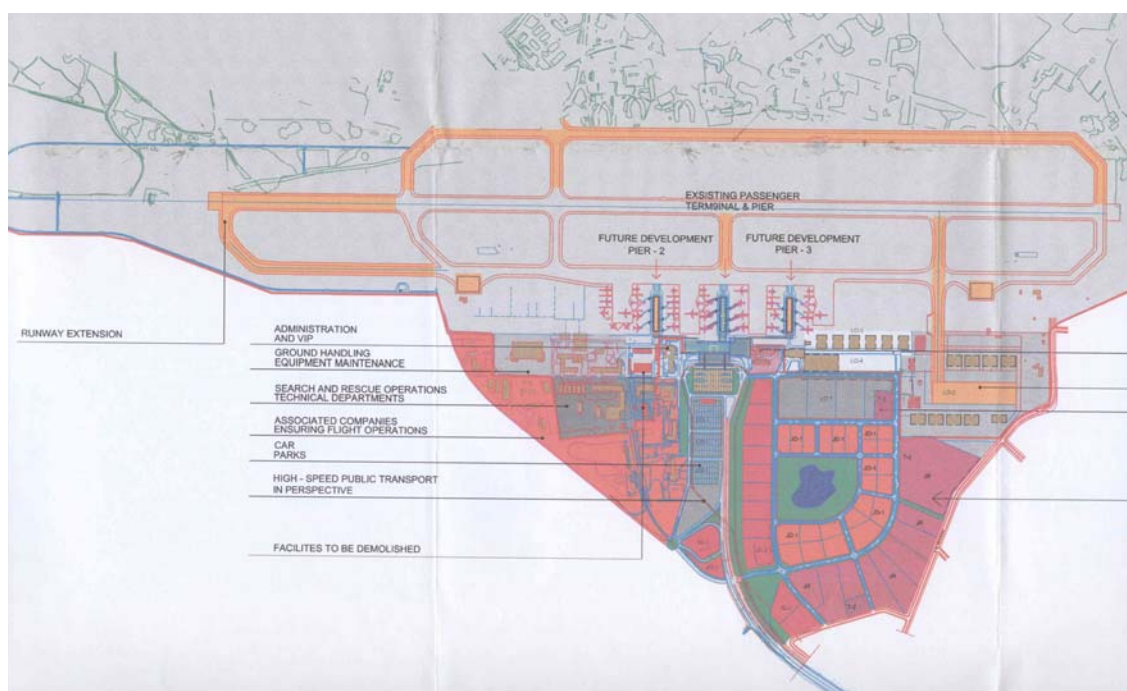 EXSISTING PASSENGER
TERM9INAL & PIER
FUTURE DEVELOPMENT
PIER - 2
FUTURE DEVELOPMENT
PIER - 3
RUNWAY EXTENSION
ADMINISTRATION
AND VIP
GROUND HANDLING
EQUIPMENT MAINTENANCE
SEARCH AND RESCUE OPERATIONS
TECHNICAL DEPARTMENTS
ASSOCIATED COMPANIES
ENSURING FLIGHT OPERATIONS
CAR
PARKS
HIGH - SPEED PUBLIC TRANSPORT
IN PERSPECTIVE
FACILITES TO BE DEMOLISHED